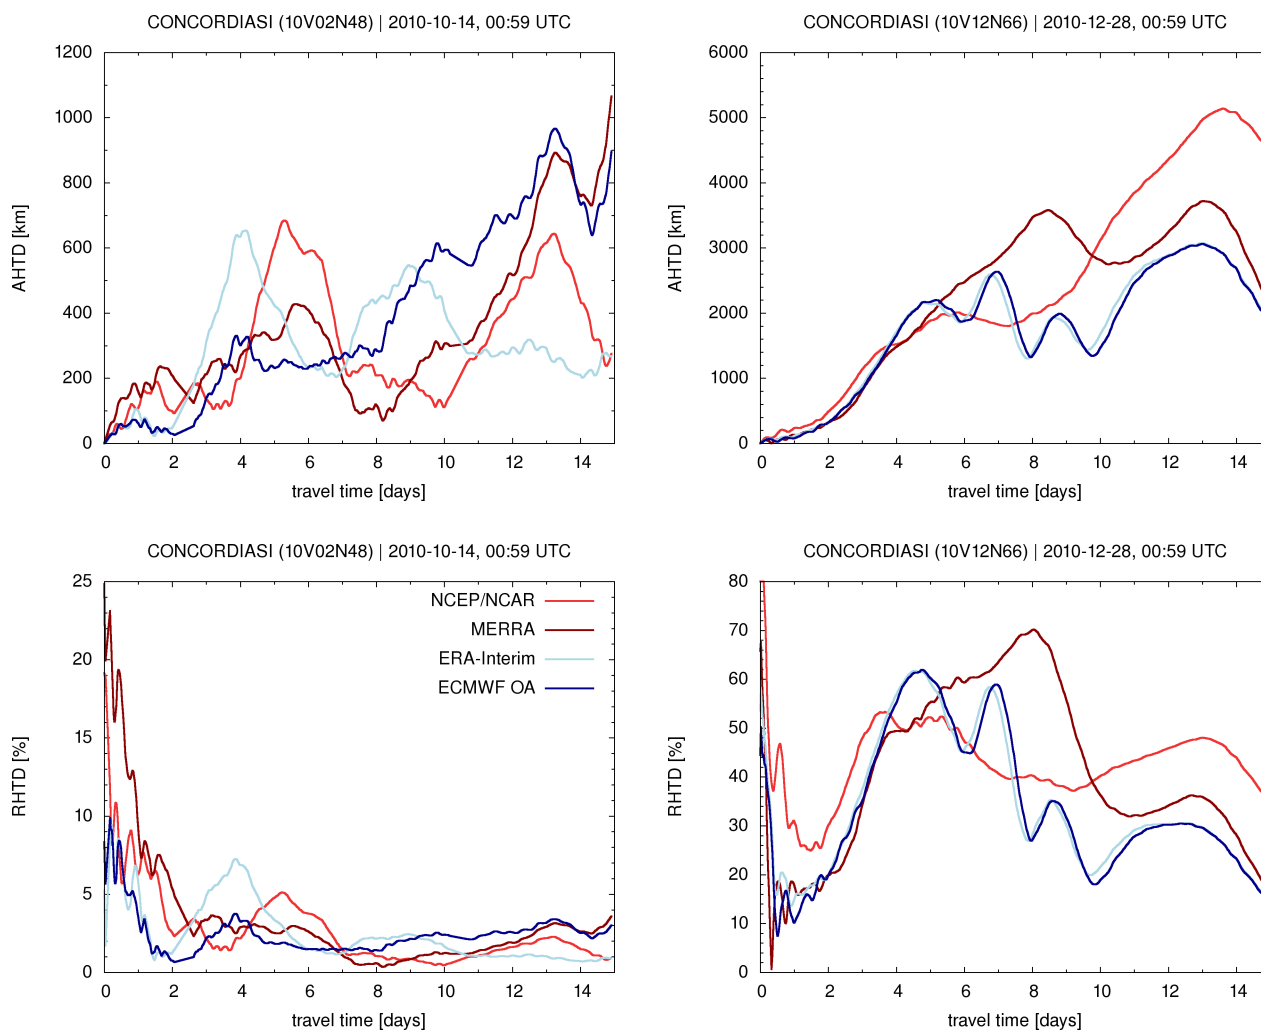 CONCORDIASI (10V02N48) | 2010-10-14, 00:59 UTC
1200
1000
800
600
400
200
0
AHTD [km]
0 2 4 6 8 10 12 14
travel time [days]
CONCORDIASI (10V12N66) | 2010-12-28, 00:59 UTC
6000
5000
4000
3000
2000
1000
0
AHTD [km]
0 2 4 6 8 10 12 14
travel time [days]
CONCORDIASI (10V02N48) | 2010-10-14, 00:59 UTC
25
20
15
10
5
0
RHTD [%]
NCEP/NCAR
MERRA
ERA-Interim
ECMWF OA
0 2 4 6 8 10 12 14
travel time [days]
CONCORDIASI (10V12N66) | 2010-12-28, 00:59 UTC
80
70
60
50
40
30
20
10
0
RHTD [%]
0 2 4 6 8 10 12 14
travel time [days]